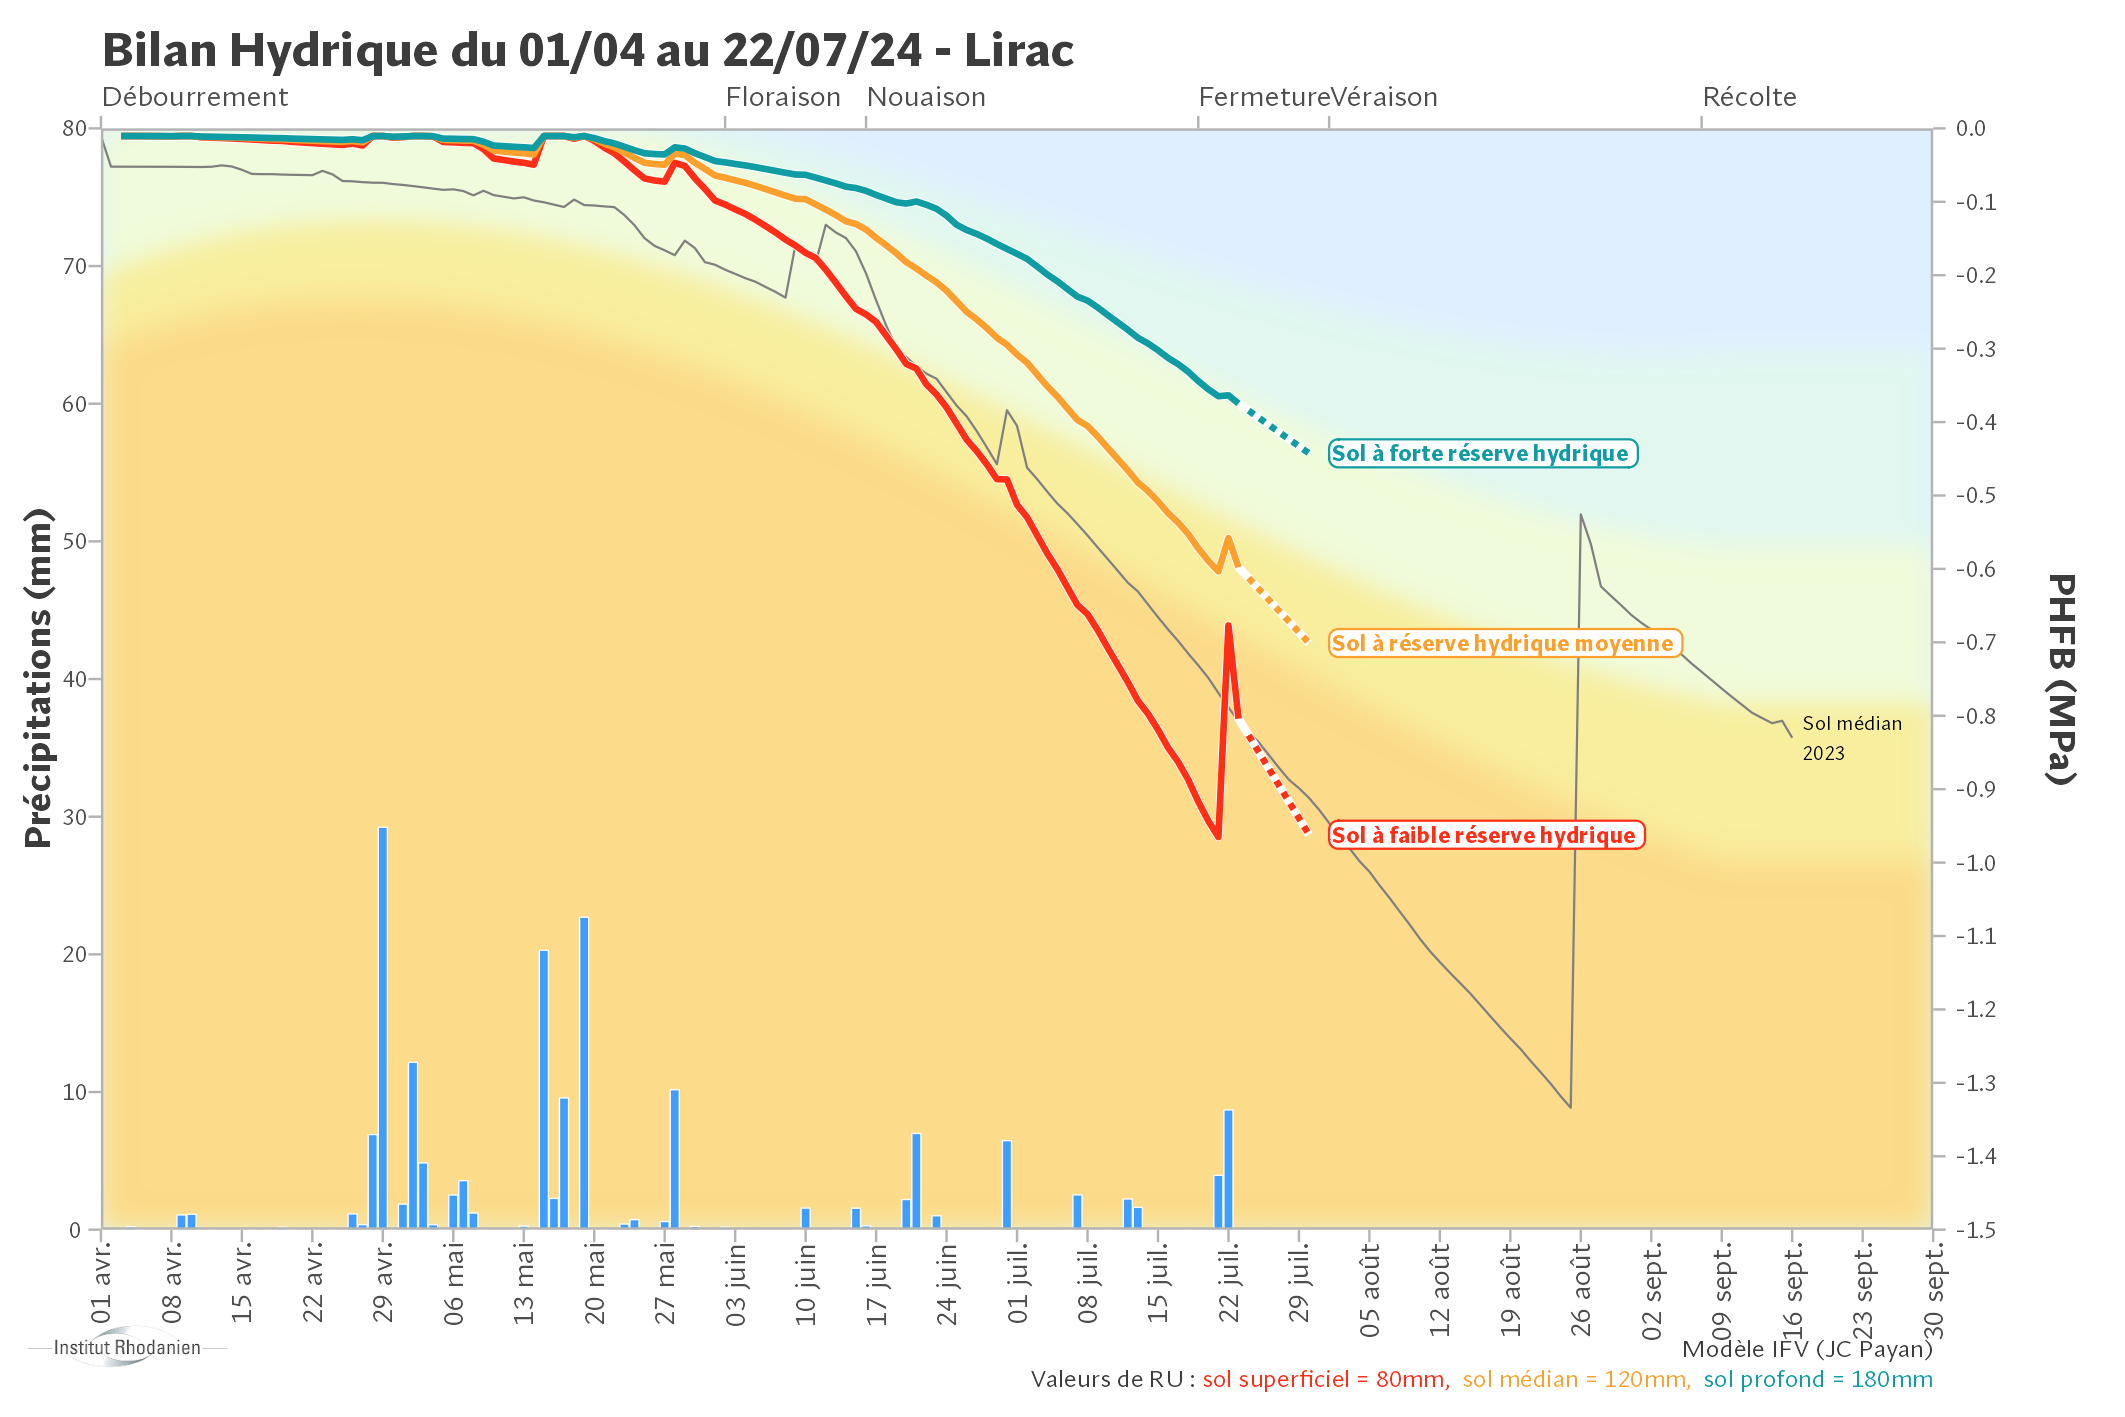 Bilan Hydrique du 01/04 au 22/07/24 - Lirac
Débourrement Floraison Nouaison Fermeture Véraison Récolte
Précipitations (mm)
80
70
60
50
40
30
20
10
0
0.0
-0.1
-0.2
-0.3
-0.4
-0.5
-0.6
-0.7
-0.8
-0.9
-1.0
-1.1
-1.2
-1.3
-1.4
-1.5
PHFB (MPa)
Sol à forte réserve hydrique
Sol à réserve hydrique moyenne
Sol médian
2023
Sol à faible réserve hydrique
01 avr.
08 avr.
15 avr.
22 avr.
29 avr.
06 mai
13 mai
20 mai
27 mai
03 juin
10 juin
17 juin
24 juin
01 juil.
08 juil.
15 juil.
22 juil.
29 juil.
05 août
12 août
19 août
26 août
02 sept.
09 sept.
16 sept.
23 sept.
30 sept.
Institut Rhodanien
Modèle IFV (JC Payan)
Valeurs de RU : sol superficiel = 80mm, sol médian = 120mm, sol profond = 180mm